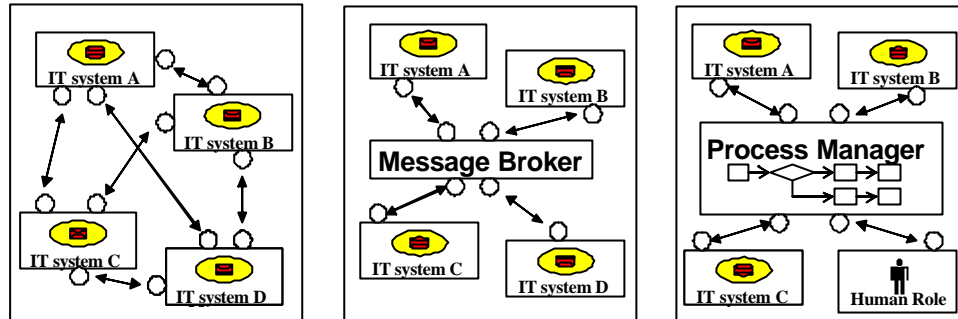 IT system A
IT system B
IT system C
IT system D
IT system A
IT system B
Message Broker
IT system C
IT system D
IT system A
IT system B
Process Manager
IT system C
Human Role